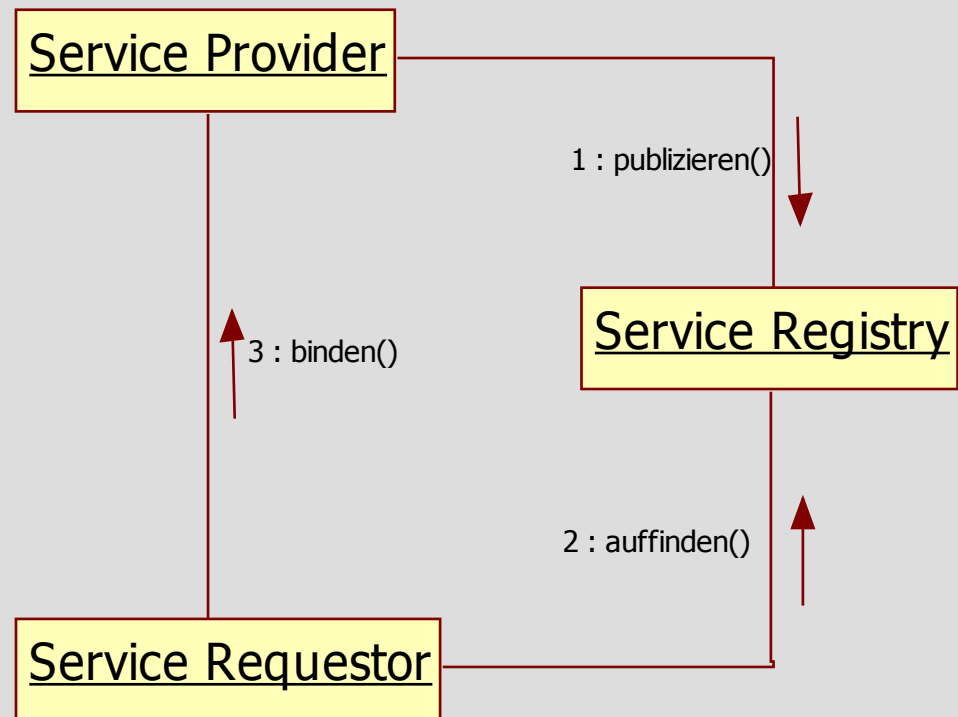 Service Provider
1 : publizieren()
Service Registry
3 : binden()
2 : auffinden()
Service Requestor